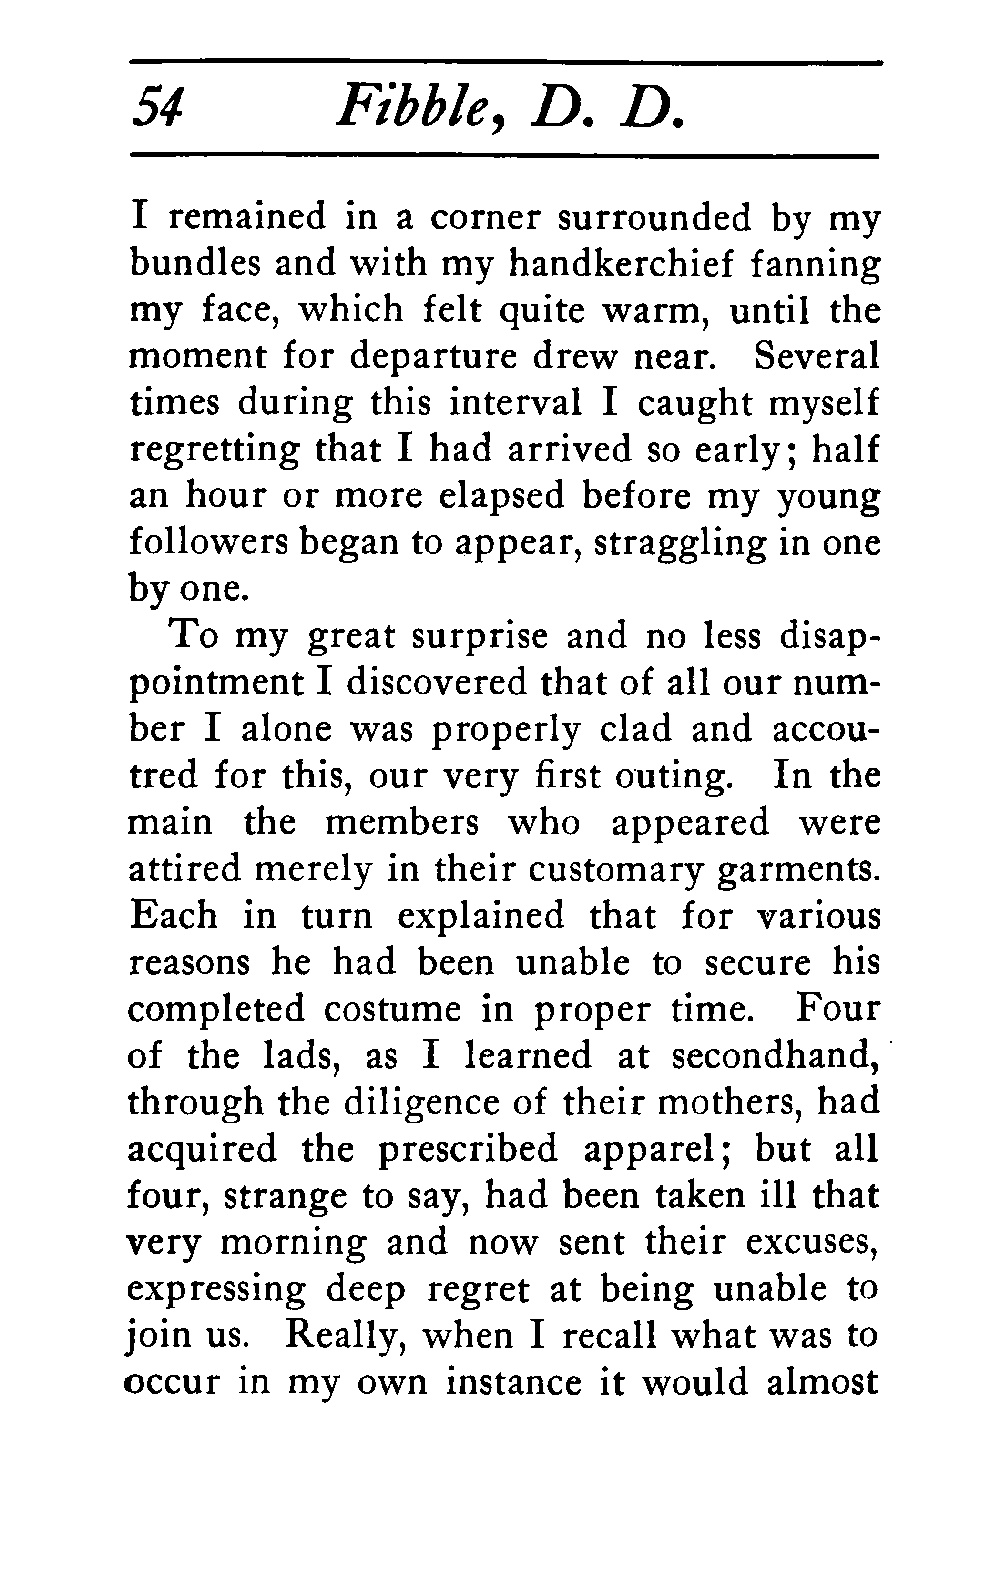 54 Fibble, D. D.
I remained in a corner surrounded by my
bundles and with my handkerchief fanning
my face, which felt quite warm, until the
moment for departure drew near. Several
times during this interval I caught myself
regretting that I had arrived so early; half
an hour or more elapsed before my young
followers began to appear, straggling in one
by one.
To my great surprise and no less disap-
pointment I discovered that of all our num-
ber I alone was properly clad and accou-
tred for this, our very first outing. In the
main the members who appeared were
attired merely in their customary garments.
Each in turn explained that for various
reasons he had been unable to secure his
completed costume in proper time. Four
of the lads, as I learned at secondhand,
through the diligence of their mothers, had
acquired the prescribed apparel; but all
four, strange to say, had been taken ill that
very morning and now sent their excuses,
expressing deep regret at being unable to
join us. Really, when I recall what was to
occur in my own instance it would almost